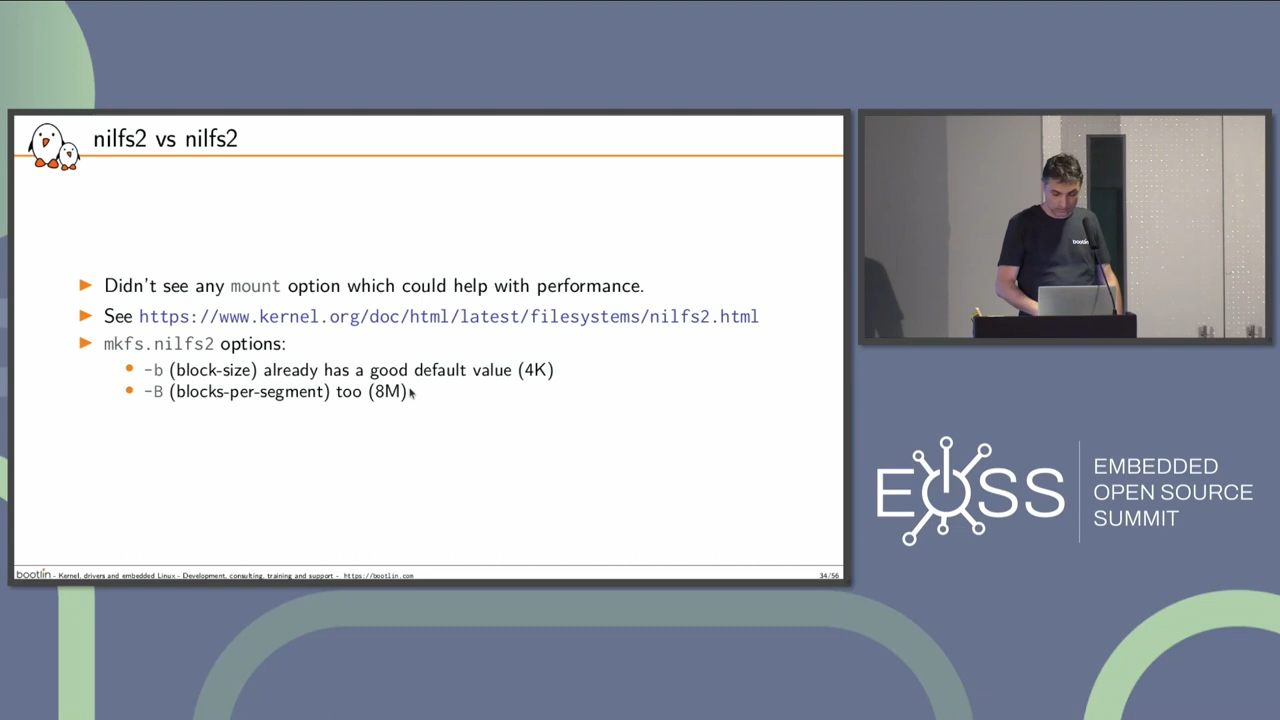 nilfs2 vs nilfs2
Didn't see any mount option which could help with performance.
See https://www.kernel.org/doc/html/latest/filesystems/nilfs2.html
mkfs.nilfs2 options:
-b (block-size) already has a good default value (4K)
-B (blocks-per-segment) too (8M)
bootlin - Kernel, drivers and embedded Linux - Development, consulting, training and support - https://bootlin.com
34/56
bootlin
EOSS
EMBEDDED
OPEN SOURCE
SUMMIT